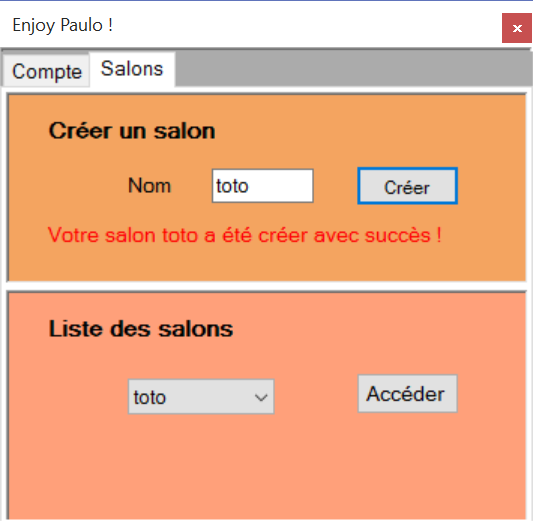 Enjoy Paulo !
Compte Salons
Créer un salon
Nom toto Créer
Votre salon toto a été créer avec succès !
Liste des salons
toto Accéder